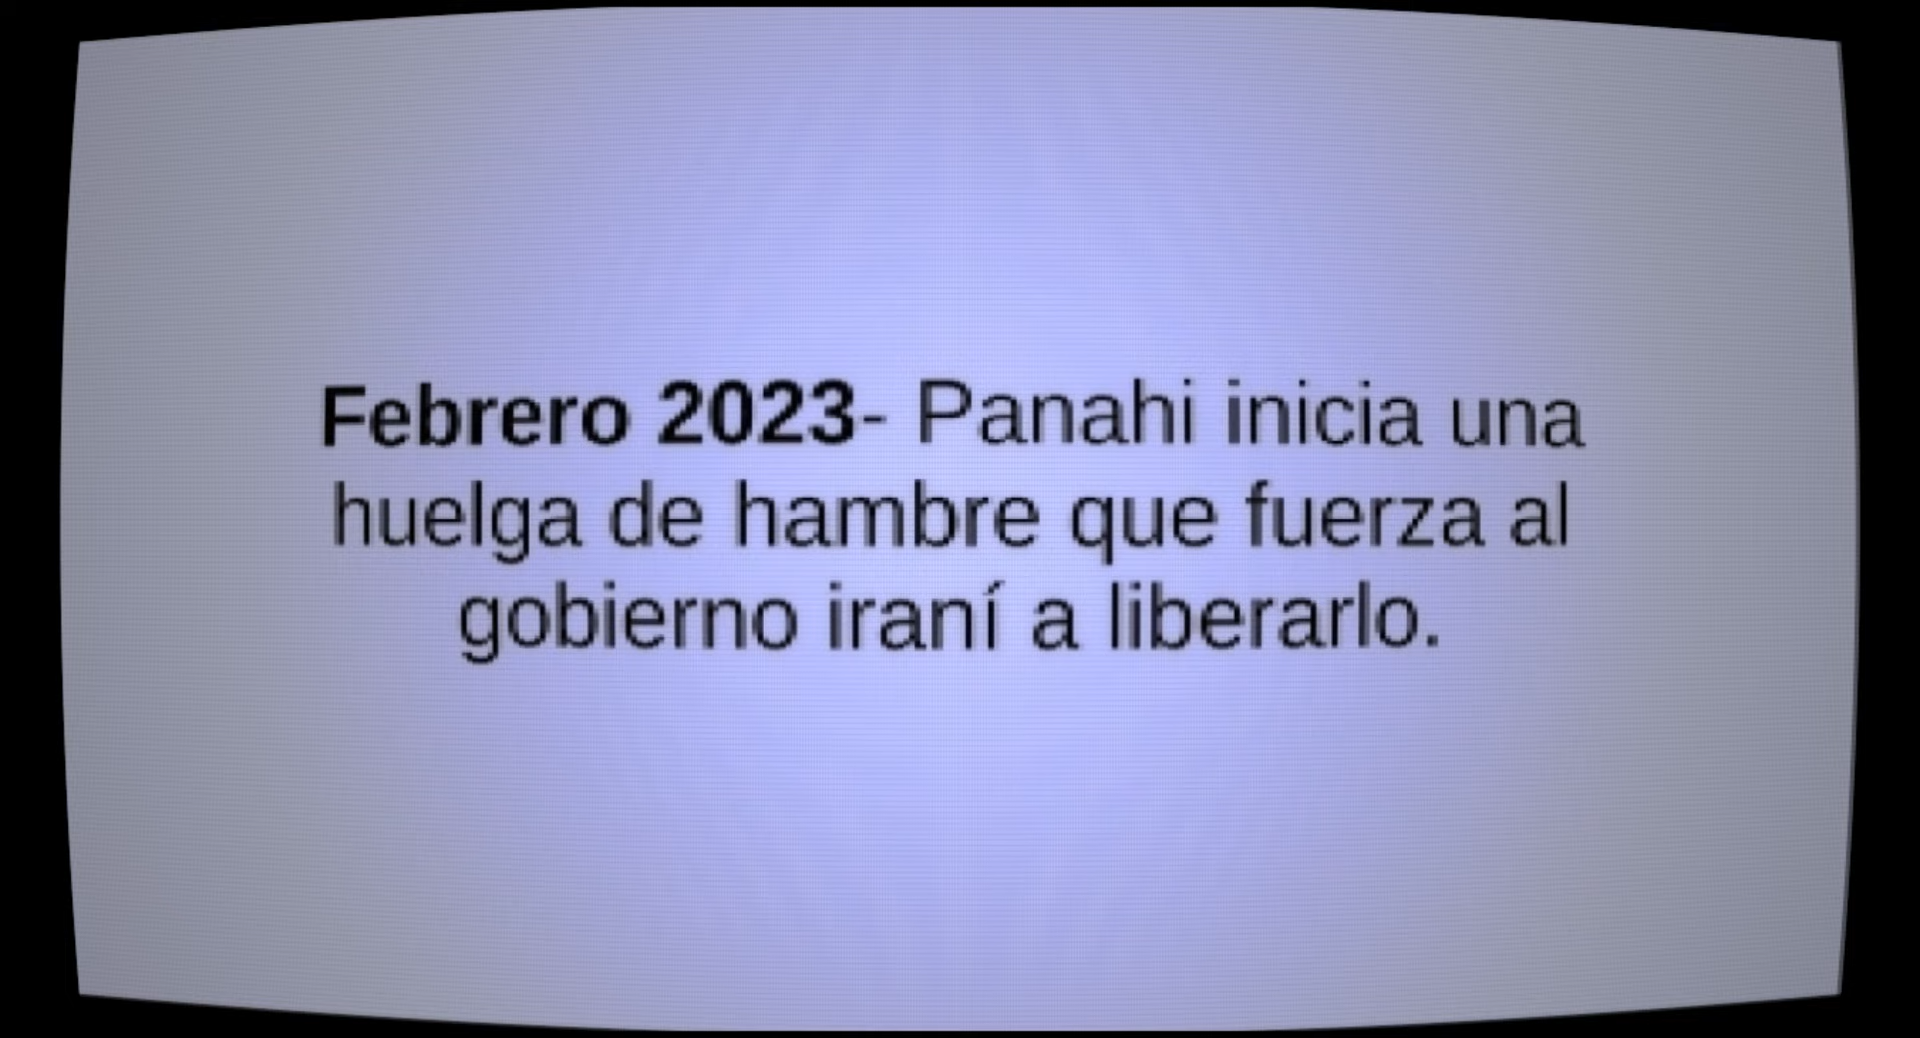 Febrero 2023- Panahi inicia una
huelga de hambre que fuerza al
gobierno iraní a liberarlo.